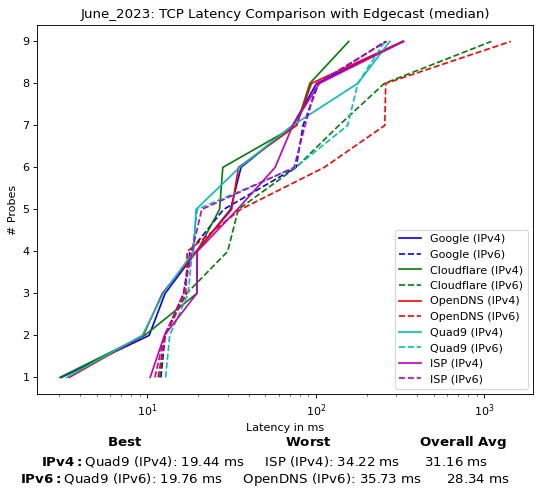 June_2023: TCP Latency Comparison with Edgecast (median)
9
8
7
6
5
4
3
2
1
# Probes
Google (IPv4)
Google (IPv6)
Cloudflare (IPv4)
Cloudflare (IPv6)
OpenDNS (IPv4)
OpenDNS (IPv6)
Quad9 (IPv4)
Quad9 (IPv6)
ISP (IPv4)
ISP (IPv6)
10¹ 10² 10³
Latency in ms
Best Worst Overall Avg
IPv4: Quad9 (IPv4): 19.44 ms ISP (IPv4): 34.22 ms 31.16 ms
IPv6: Quad9 (IPv6): 19.76 ms OpenDNS (IPv6): 35.73 ms 28.34 ms